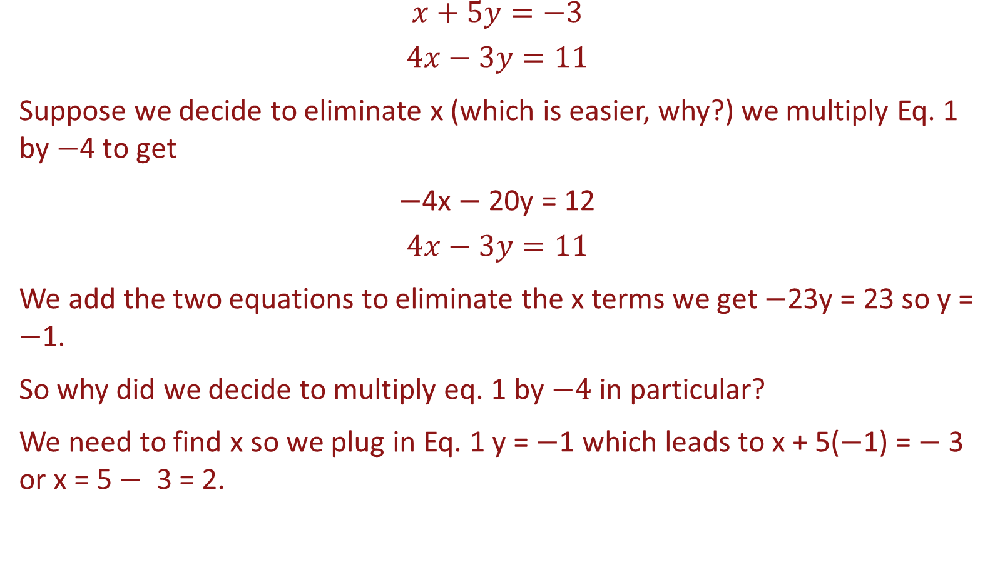 x + 5y = −3
4x − 3y = 11
Suppose we decide to eliminate x (which is easier, why?) we multiply Eq. 1
by −4 to get
−4x − 20y = 12
4x − 3y = 11
We add the two equations to eliminate the x terms we get −23y = 23 so y =
−1.
So why did we decide to multiply eq. 1 by −4 in particular?
We need to find x so we plug in Eq. 1 y = −1 which leads to x + 5(−1) = − 3
or x = 5 − 3 = 2.